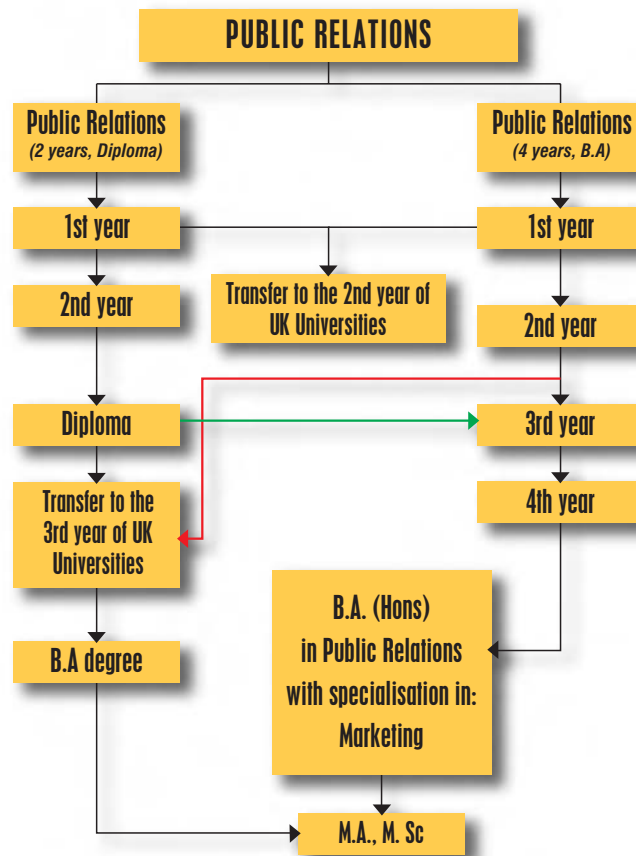 PUBLIC RELATIONS
Public Relations
(2 years, Diploma)
Public Relations
(4 years, B.A)
1st year
1st year
Transfer to the 2nd year of
UK Universities
2nd year
2nd year
Diploma
3rd year
Transfer to the
3rd year of UK
Universities
4th year
B.A. (Hons)
in Public Relations
with specialisation in:
Marketing
B.A degree
M.A., M. Sc